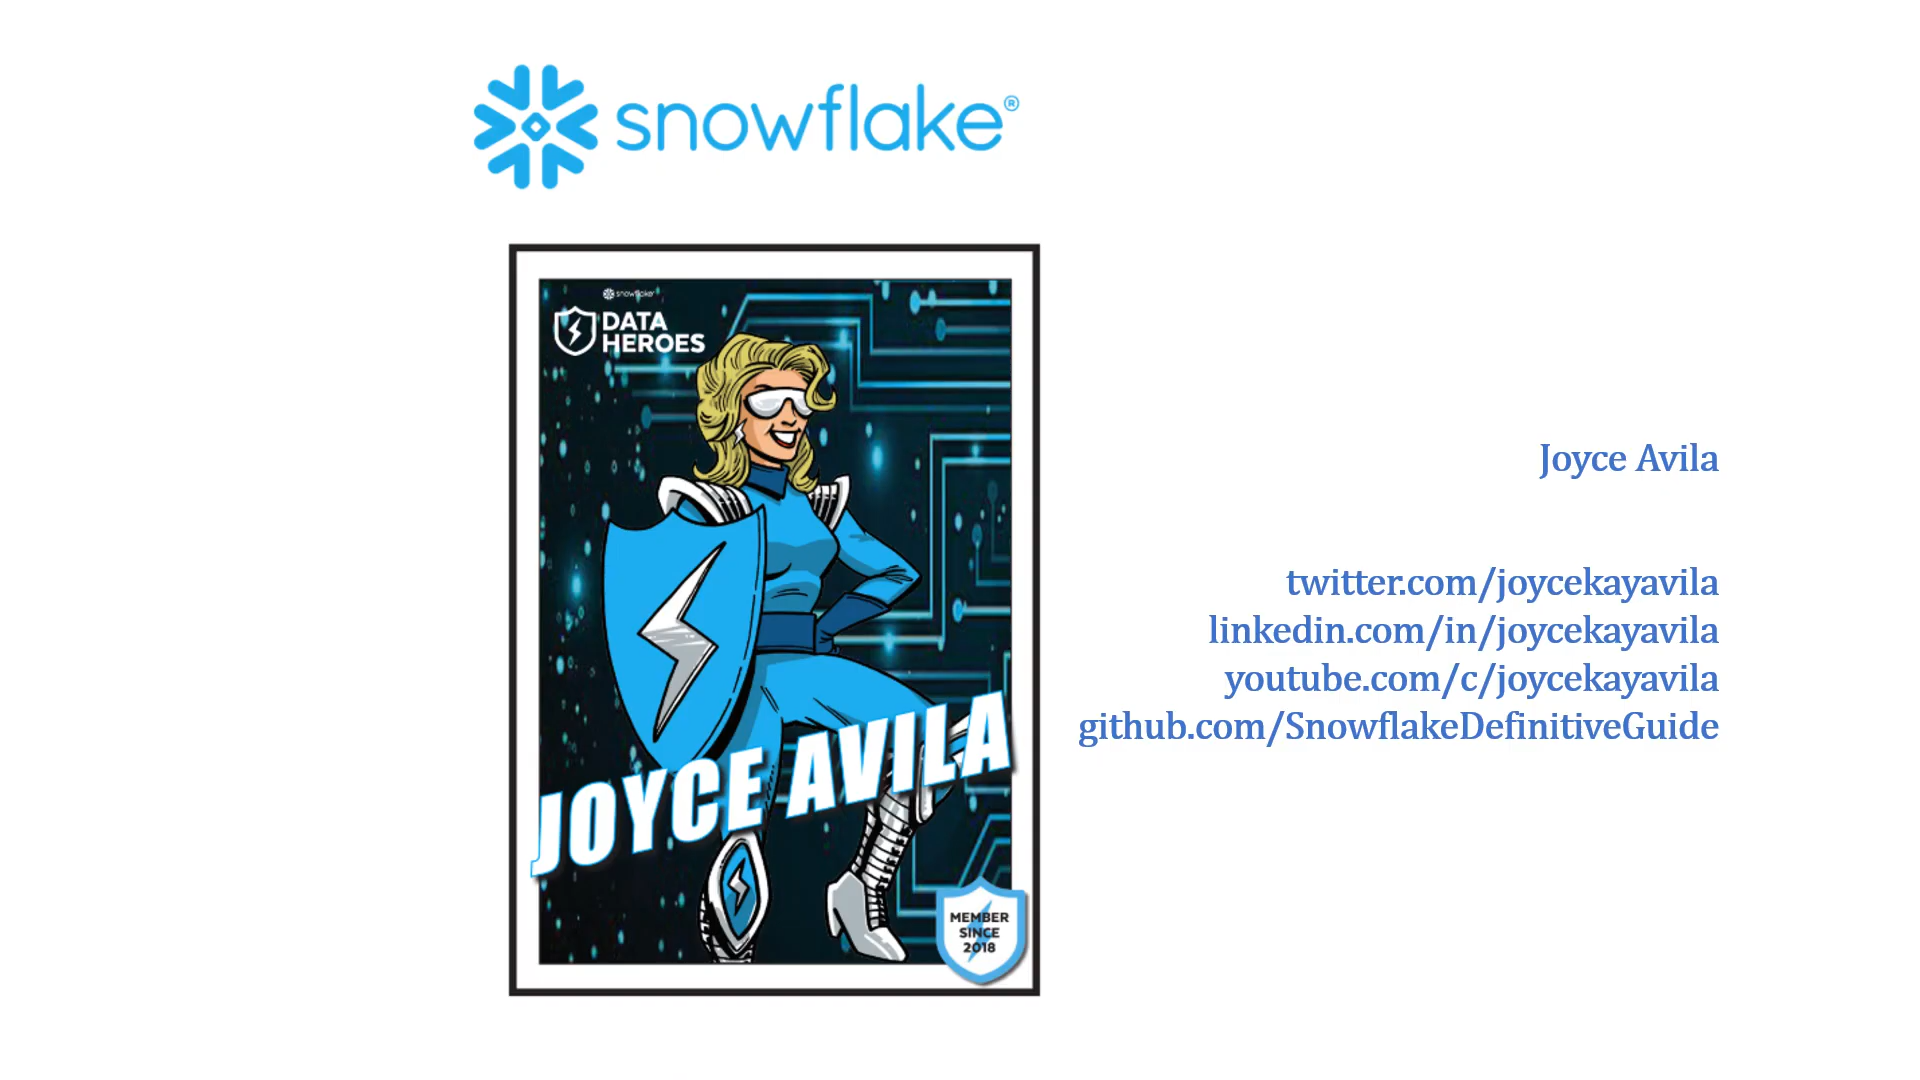 snowflake®
snowflake
DATA
HEROES
JOYCE AVILA
MEMBER
SINCE
2018
Joyce Avila
twitter.com/joycekayavila
linkedin.com/in/joycekayavila
youtube.com/c/joycekayavila
github.com/SnowflakeDefinitiveGuide